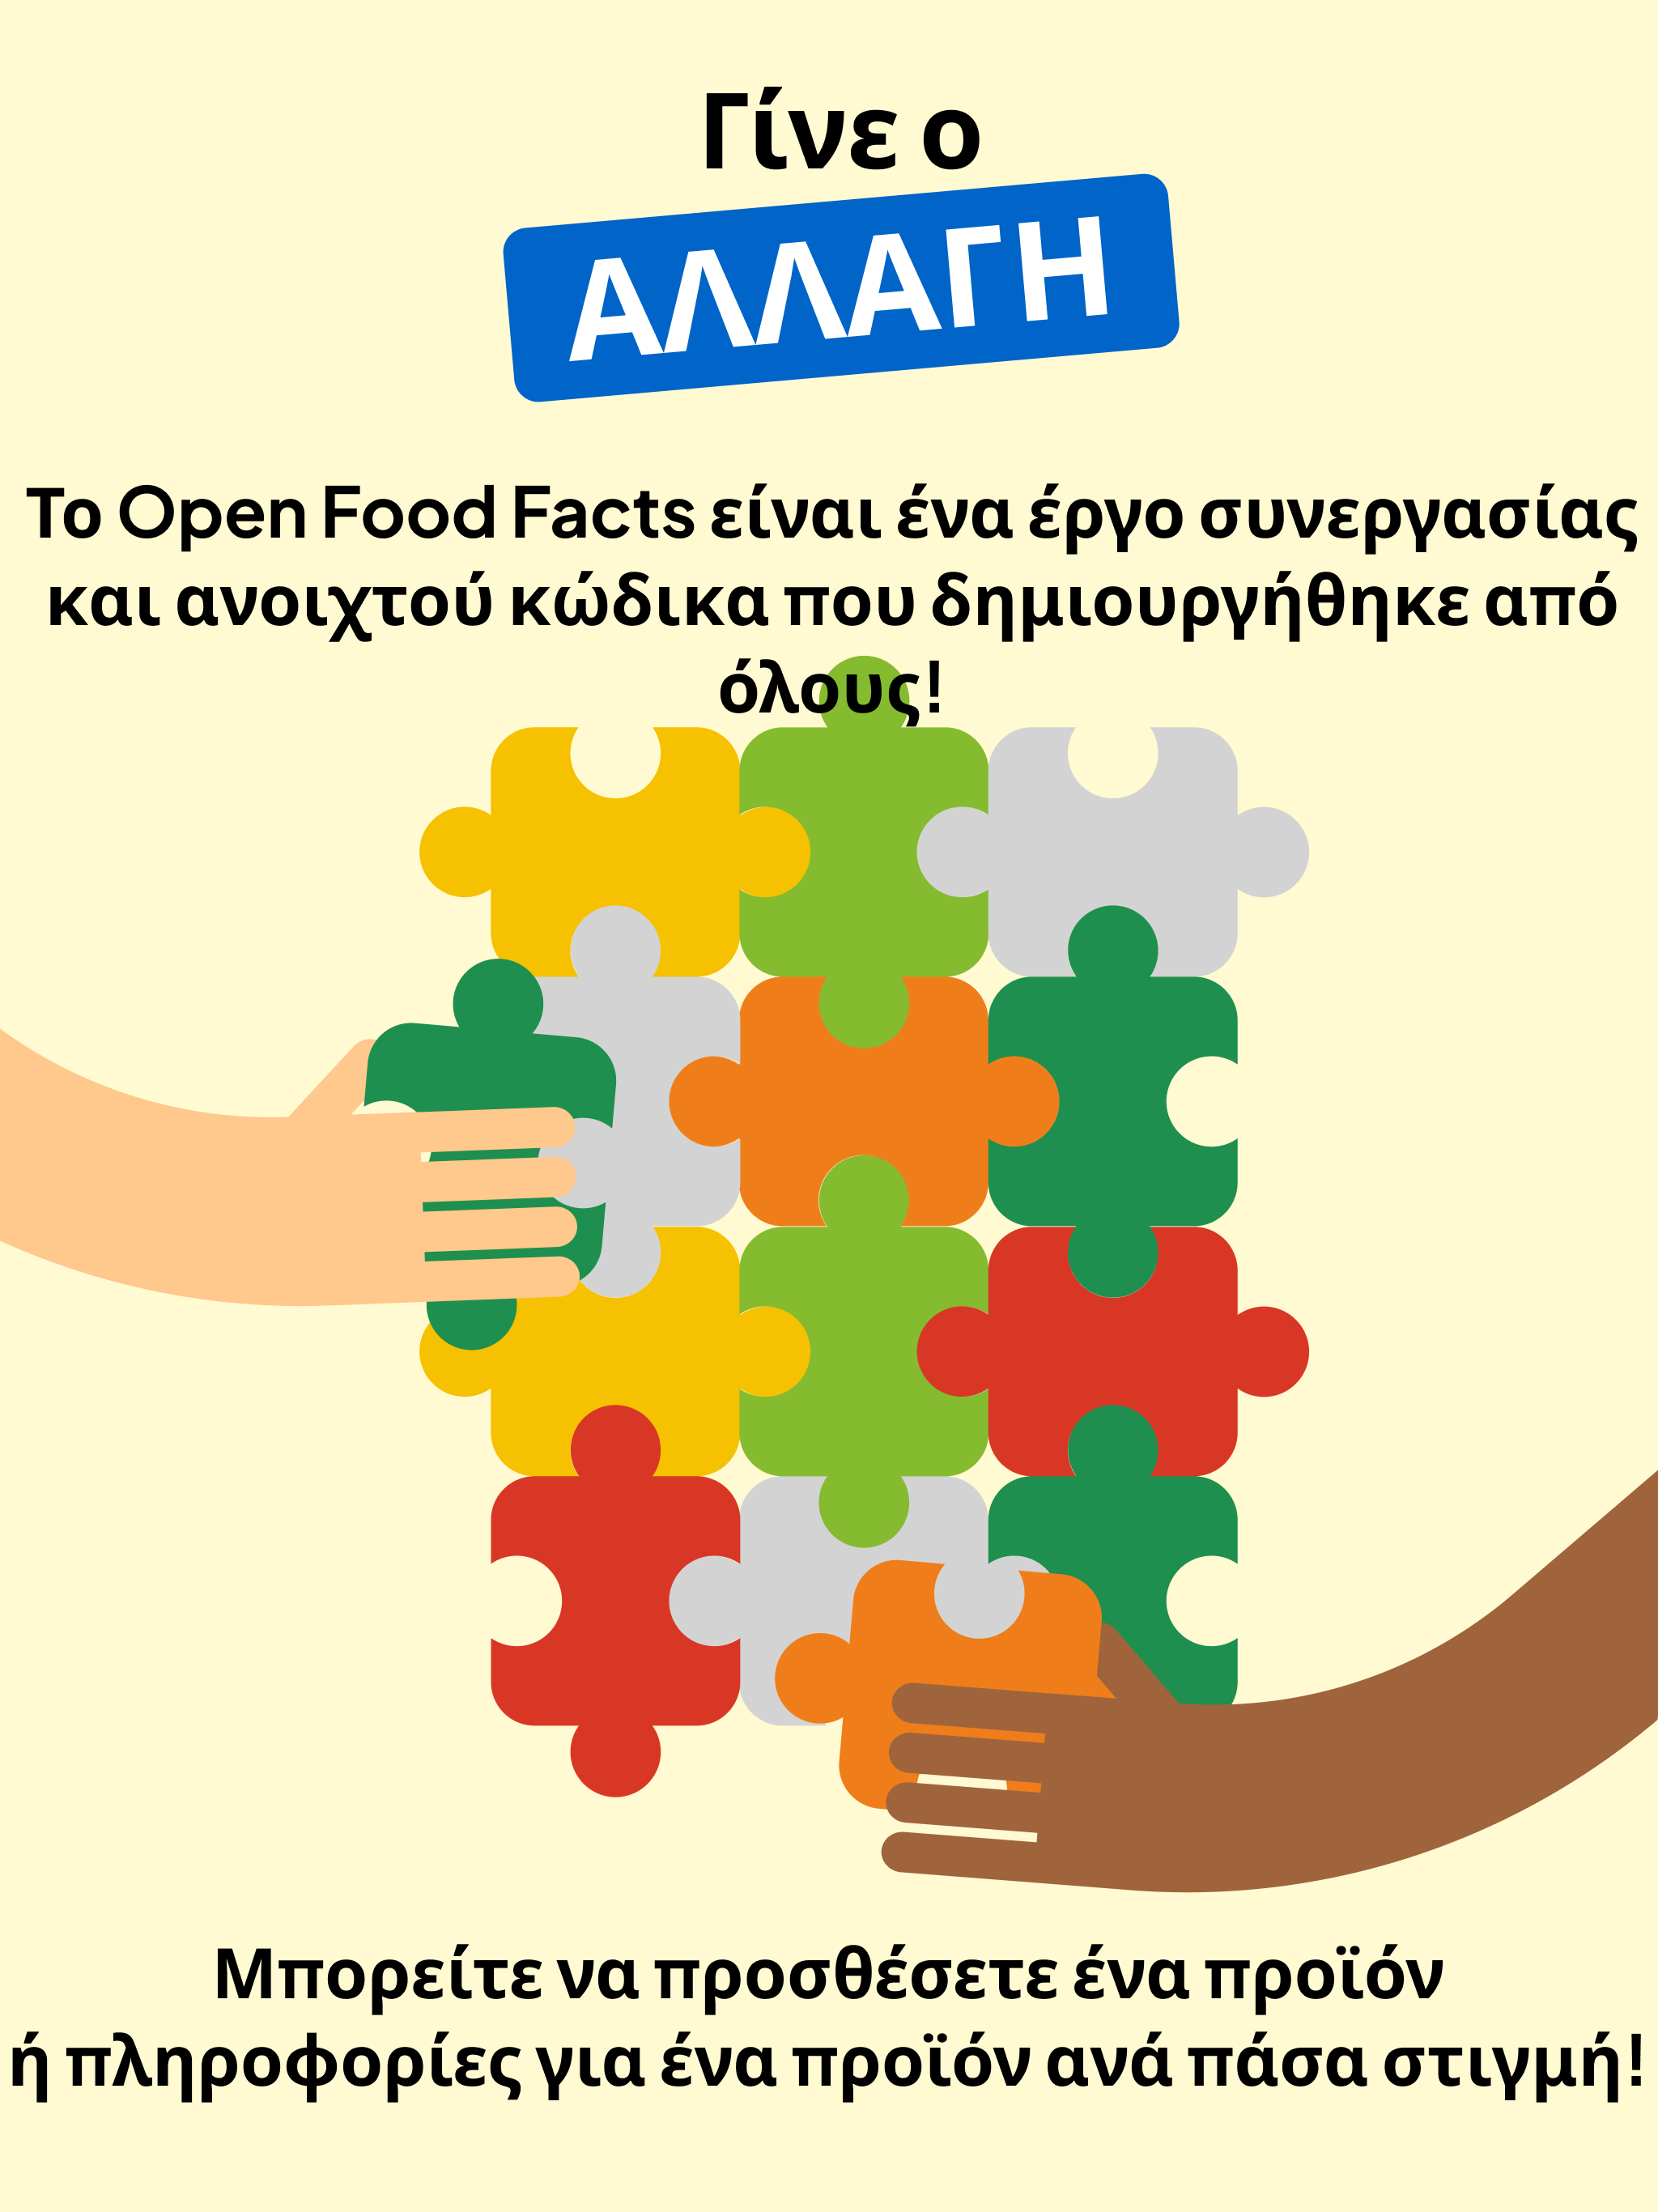 Γίνε ο
ΑΛΛΑΓΗ
Το Open Food Facts είναι ένα έργο συνεργασίας
και ανοιχτού κώδικα που δημιουργήθηκε από
όλους!
Μπορείτε να προσθέσετε ένα προϊόν
ή πληροφορίες για ένα προϊόν ανά πάσα στιγμή!